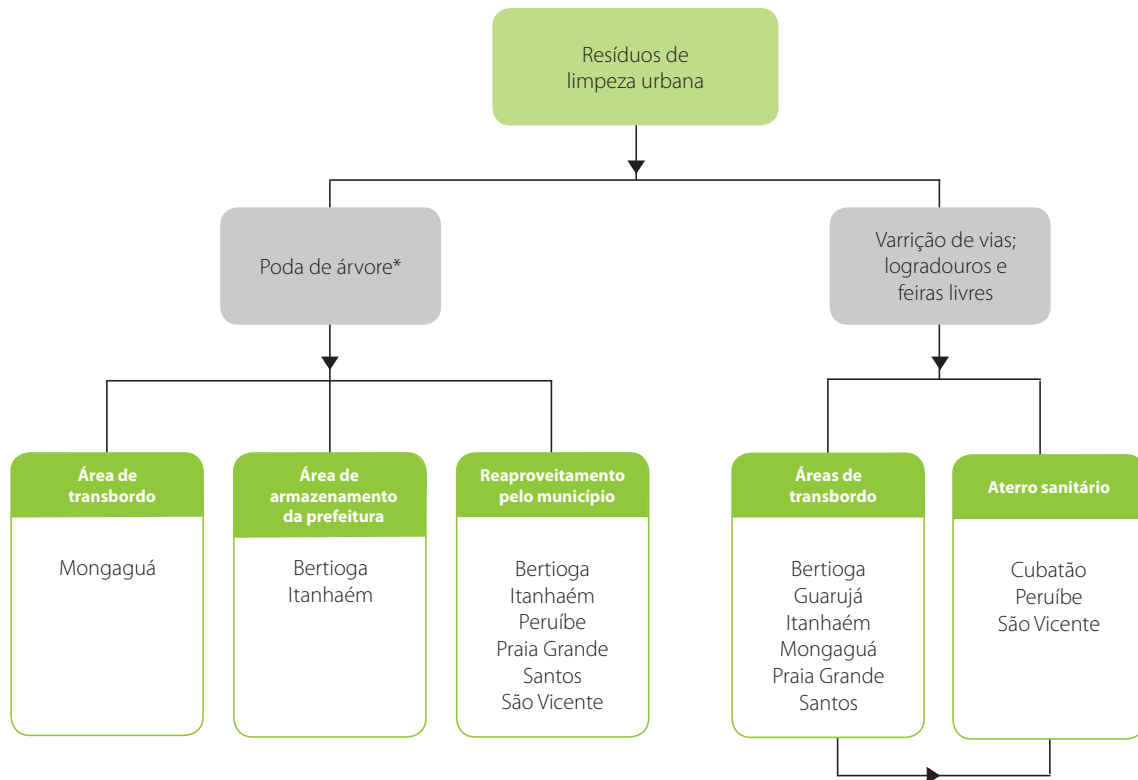 Resíduos de
limpeza urbana
Poda de árvore*
Varrição de vias;
logradouros e
feiras livres
Área de
transbordo
Mongaguá
Área de
armazenamento
da prefeitura
Bertioga
Itanhaém
Reaproveitamento
pelo município
Bertioga
Itanhaém
Peruíbe
Praia Grande
Santos
São Vicente
Áreas de
transbordo
Bertioga
Guarujá
Itanhaém
Mongaguá
Praia Grande
Santos
Aterro sanitário
Cubatão
Peruíbe
São Vicente